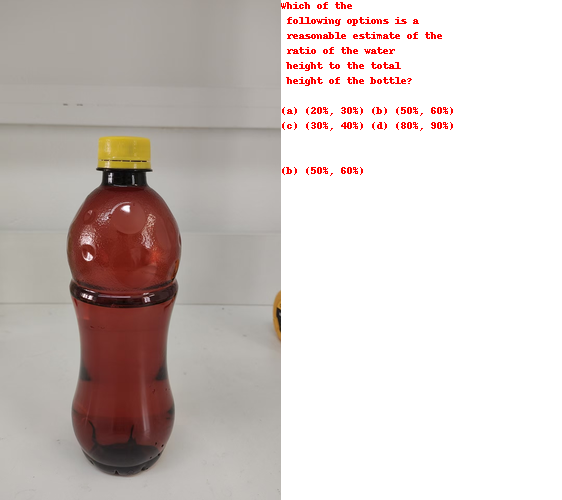 Which of the
following options is a
reasonable estimate of the
ratio of the water
height to the total
height of the bottle?
(a) (20%, 30%) (b) (50%, 60%)
(c) (30%, 40%) (d) (80%, 90%)
(b) (50%, 60%)